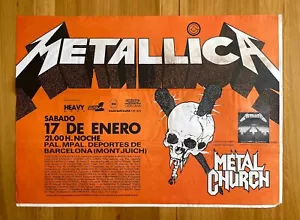 METALLICA
HEAVY
SABADO
17 DE ENERO
21,00 H. NOCHE
PAL. MPAL. DEPORTES DE
BARCELONA (MONTJUICH)
METAL
CHURCH